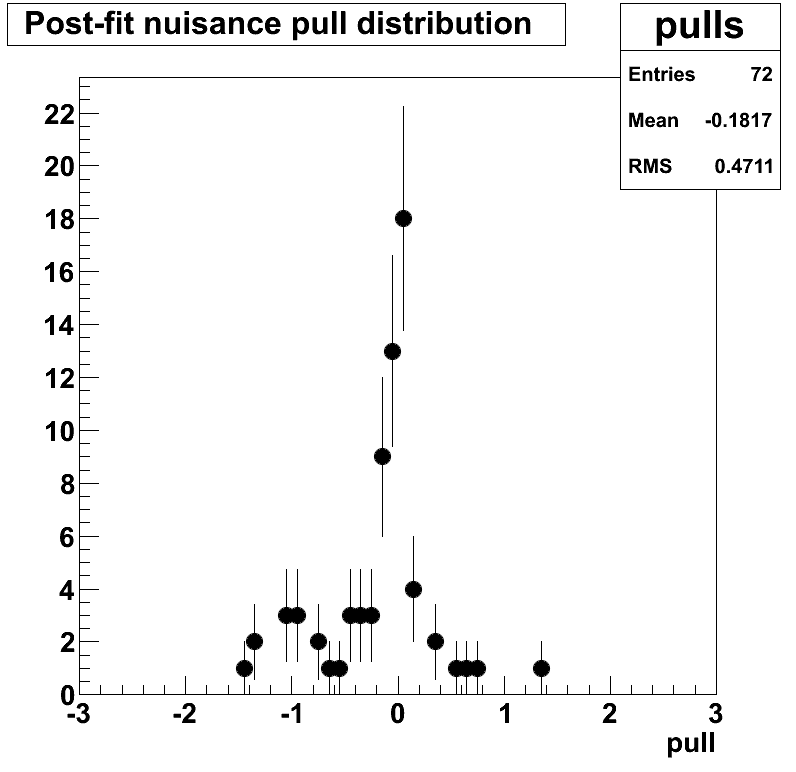 Post-fit nuisance pull distribution
pulls
Entries 72
Mean -0.1817
RMS 0.4711
22
20
18
16
14
12
10
8
6
4
2
0
-3 -2 -1 0 1 2 3
pull